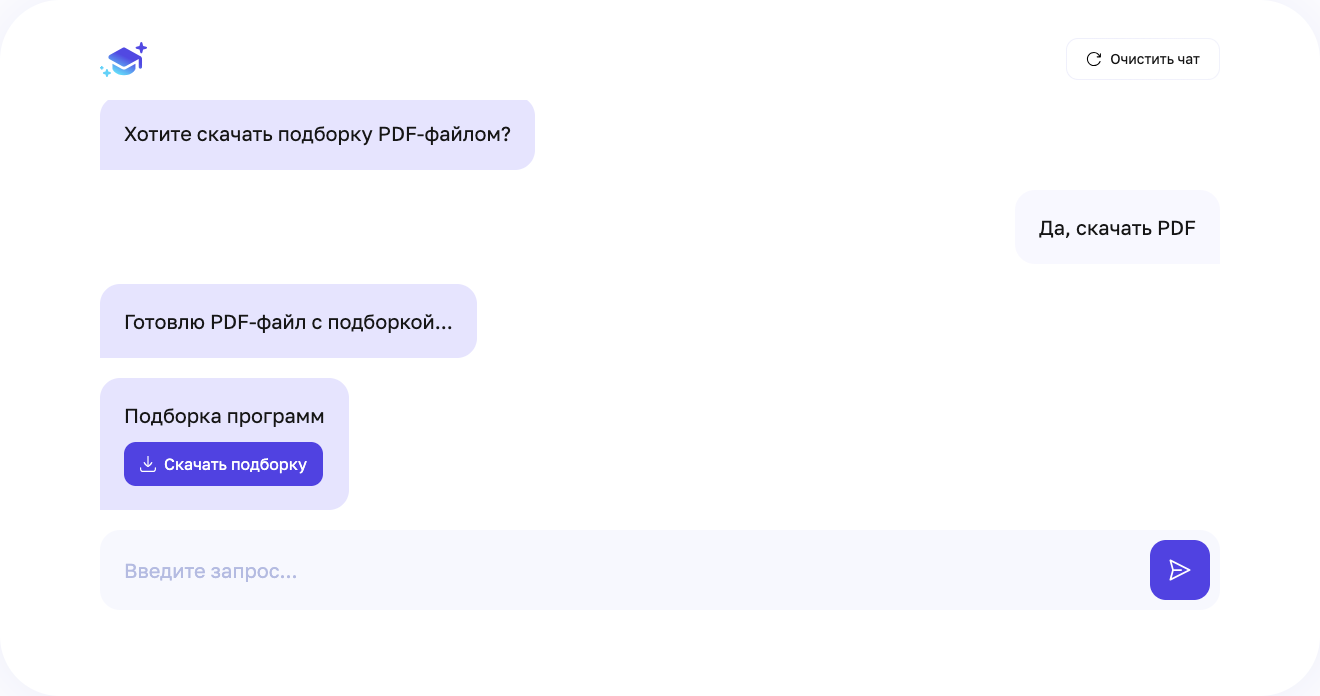 Очистить чат
Хотите скачать подборку PDF-файлом?
Да, скачать PDF
Готовлю PDF-файл с подборкой...
Подборка программ
Скачать подборку
Введите запрос...